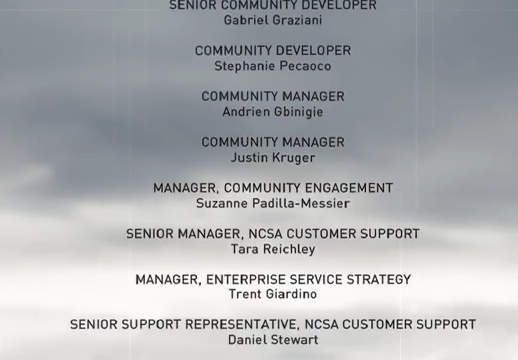 SENIOR COMMUNITY DEVELOPER
Gabriel Graziani
COMMUNITY DEVELOPER
Stephanie Pecaoco
COMMUNITY MANAGER
Andrien Gbinigie
COMMUNITY MANAGER
Justin Kruger
MANAGER, COMMUNITY ENGAGEMENT
Suzanne Padilla-Messier
SENIOR MANAGER, NCSA CUSTOMER SUPPORT
Tara Reichley
MANAGER, ENTERPRISE SERVICE STRATEGY
Trent Giardino
SENIOR SUPPORT REPRESENTATIVE, NCSA CUSTOMER SUPPORT
Daniel Stewart